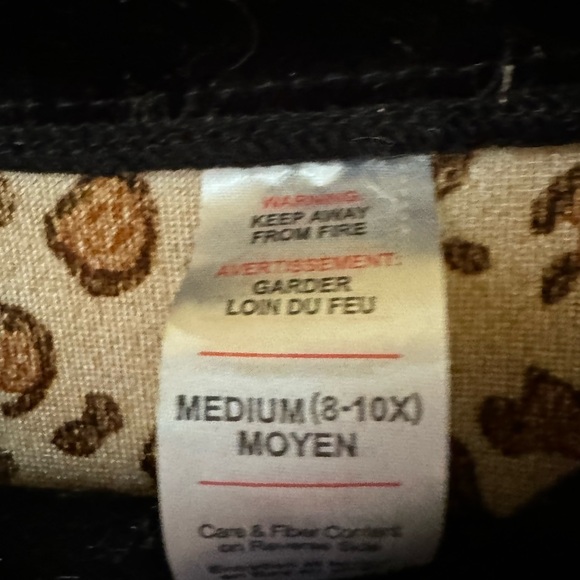 WARNING:
KEEP AWAY
FROM FIRE
AVERTISSEMENT:
GARDER
LOIN DU FEU
MEDIUM (8-10X)
MOYEN
Care & Fiber Content
on Reverse Side